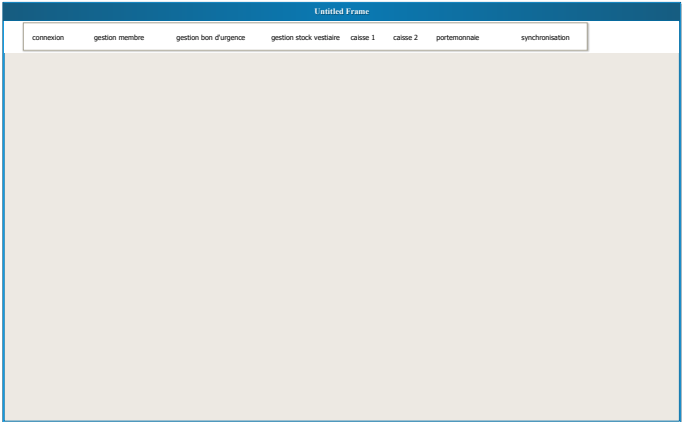 Untitled Frame
connexion gestion membre gestion bon d'urgence gestion stock vestiaire caisse 1 caisse 2 portemonnaie synchronisation